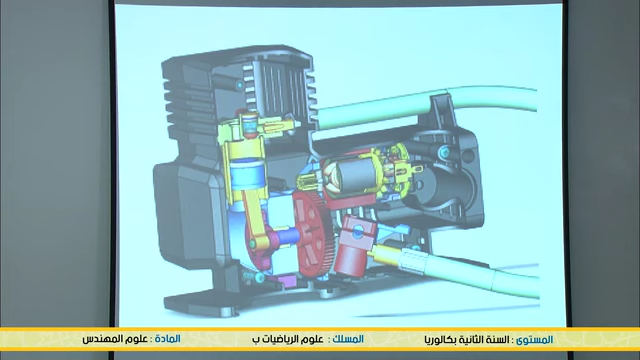 المستوى : السنة الثانية بكالوريا
المسلك : علوم الرياضيات ب
المادة : علوم المهندس